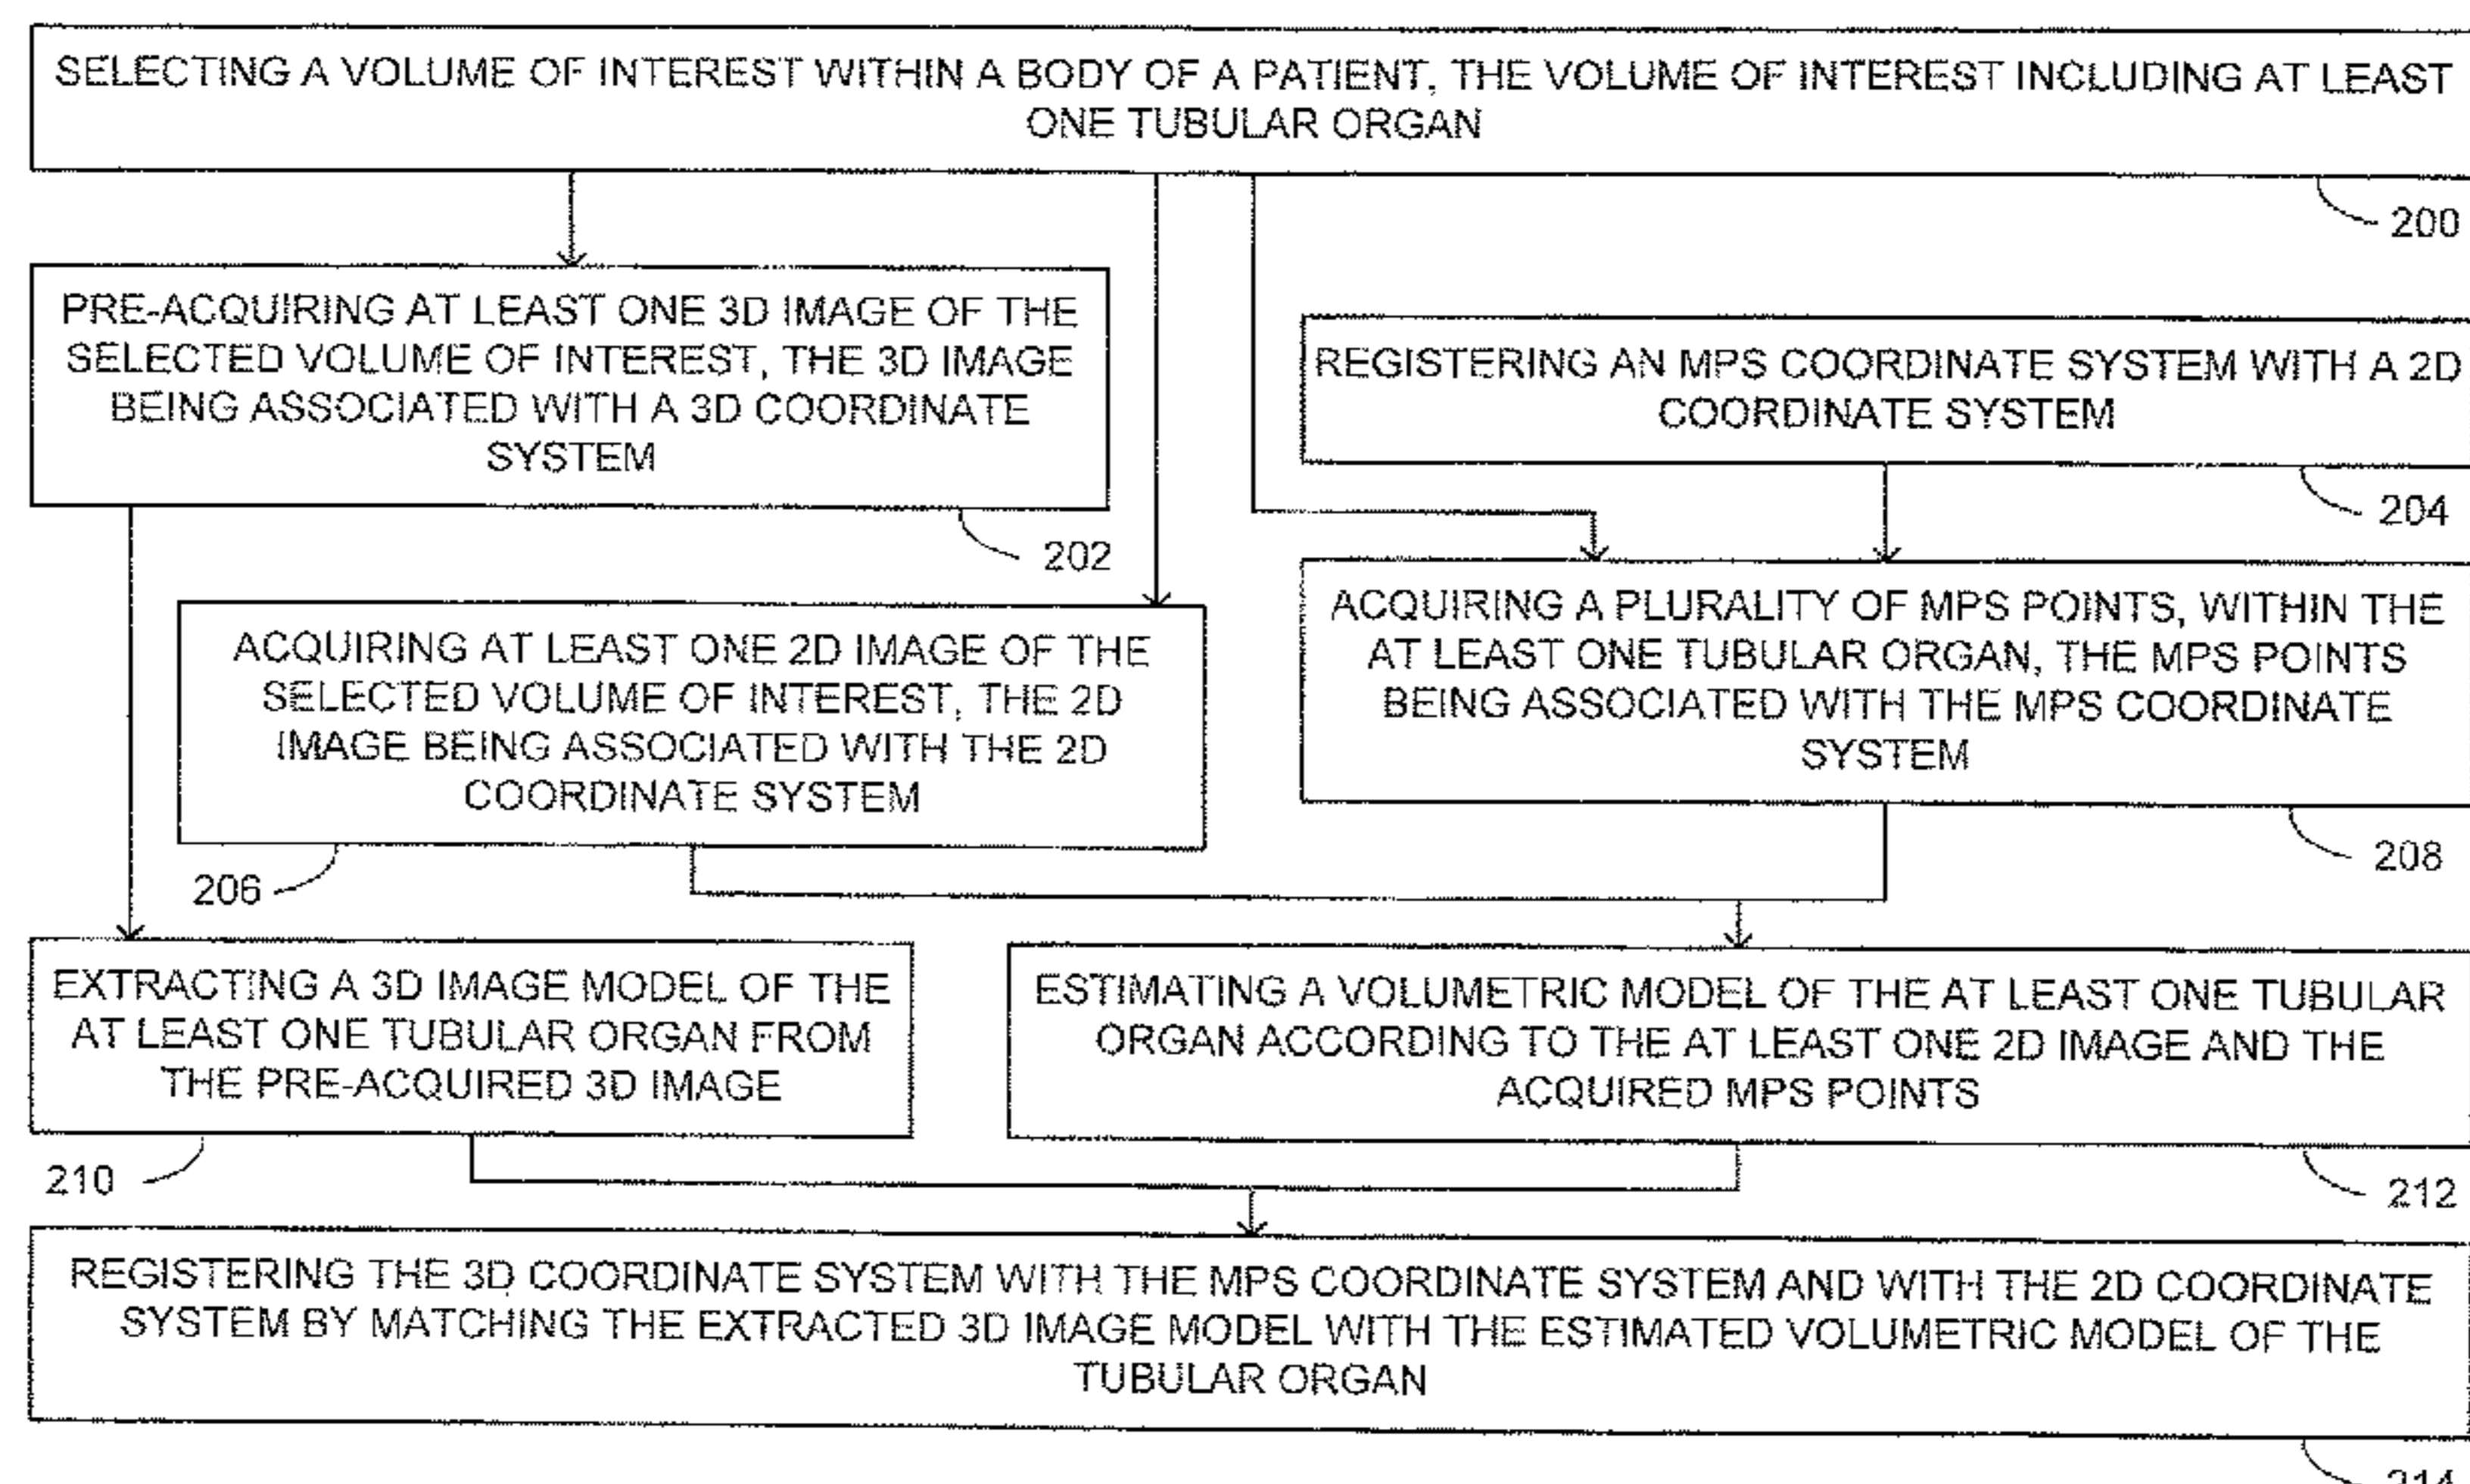 SELECTING A VOLUME OF INTEREST WITHIN A BODY OF A PATIENT, THE VOLUME OF INTEREST INCLUDING AT LEAST
ONE TUBULAR ORGAN
200
PRE-ACQUIRING AT LEAST ONE 3D IMAGE OF THE
SELECTED VOLUME OF INTEREST, THE 3D IMAGE
BEING ASSOCIATED WITH A 3D COORDINATE
SYSTEM
202
REGISTERING AN MPS COORDINATE SYSTEM WITH A 2D
COORDINATE SYSTEM
204
ACQUIRING AT LEAST ONE 2D IMAGE OF THE
SELECTED VOLUME OF INTEREST, THE 2D
IMAGE BEING ASSOCIATED WITH THE 2D
COORDINATE SYSTEM
206
ACQUIRING A PLURALITY OF MPS POINTS, WITHIN THE
AT LEAST ONE TUBULAR ORGAN, THE MPS POINTS
BEING ASSOCIATED WITH THE MPS COORDINATE
SYSTEM
208
EXTRACTING A 3D IMAGE MODEL OF THE
AT LEAST ONE TUBULAR ORGAN FROM
THE PRE-ACQUIRED 3D IMAGE
210
ESTIMATING A VOLUMETRIC MODEL OF THE AT LEAST ONE TUBULAR
ORGAN ACCORDING TO THE AT LEAST ONE 2D IMAGE AND THE
ACQUIRED MPS POINTS
212
REGISTERING THE 3D COORDINATE SYSTEM WITH THE MPS COORDINATE SYSTEM AND WITH THE 2D COORDINATE
SYSTEM BY MATCHING THE EXTRACTED 3D IMAGE MODEL WITH THE ESTIMATED VOLUMETRIC MODEL OF THE
TUBULAR ORGAN
214